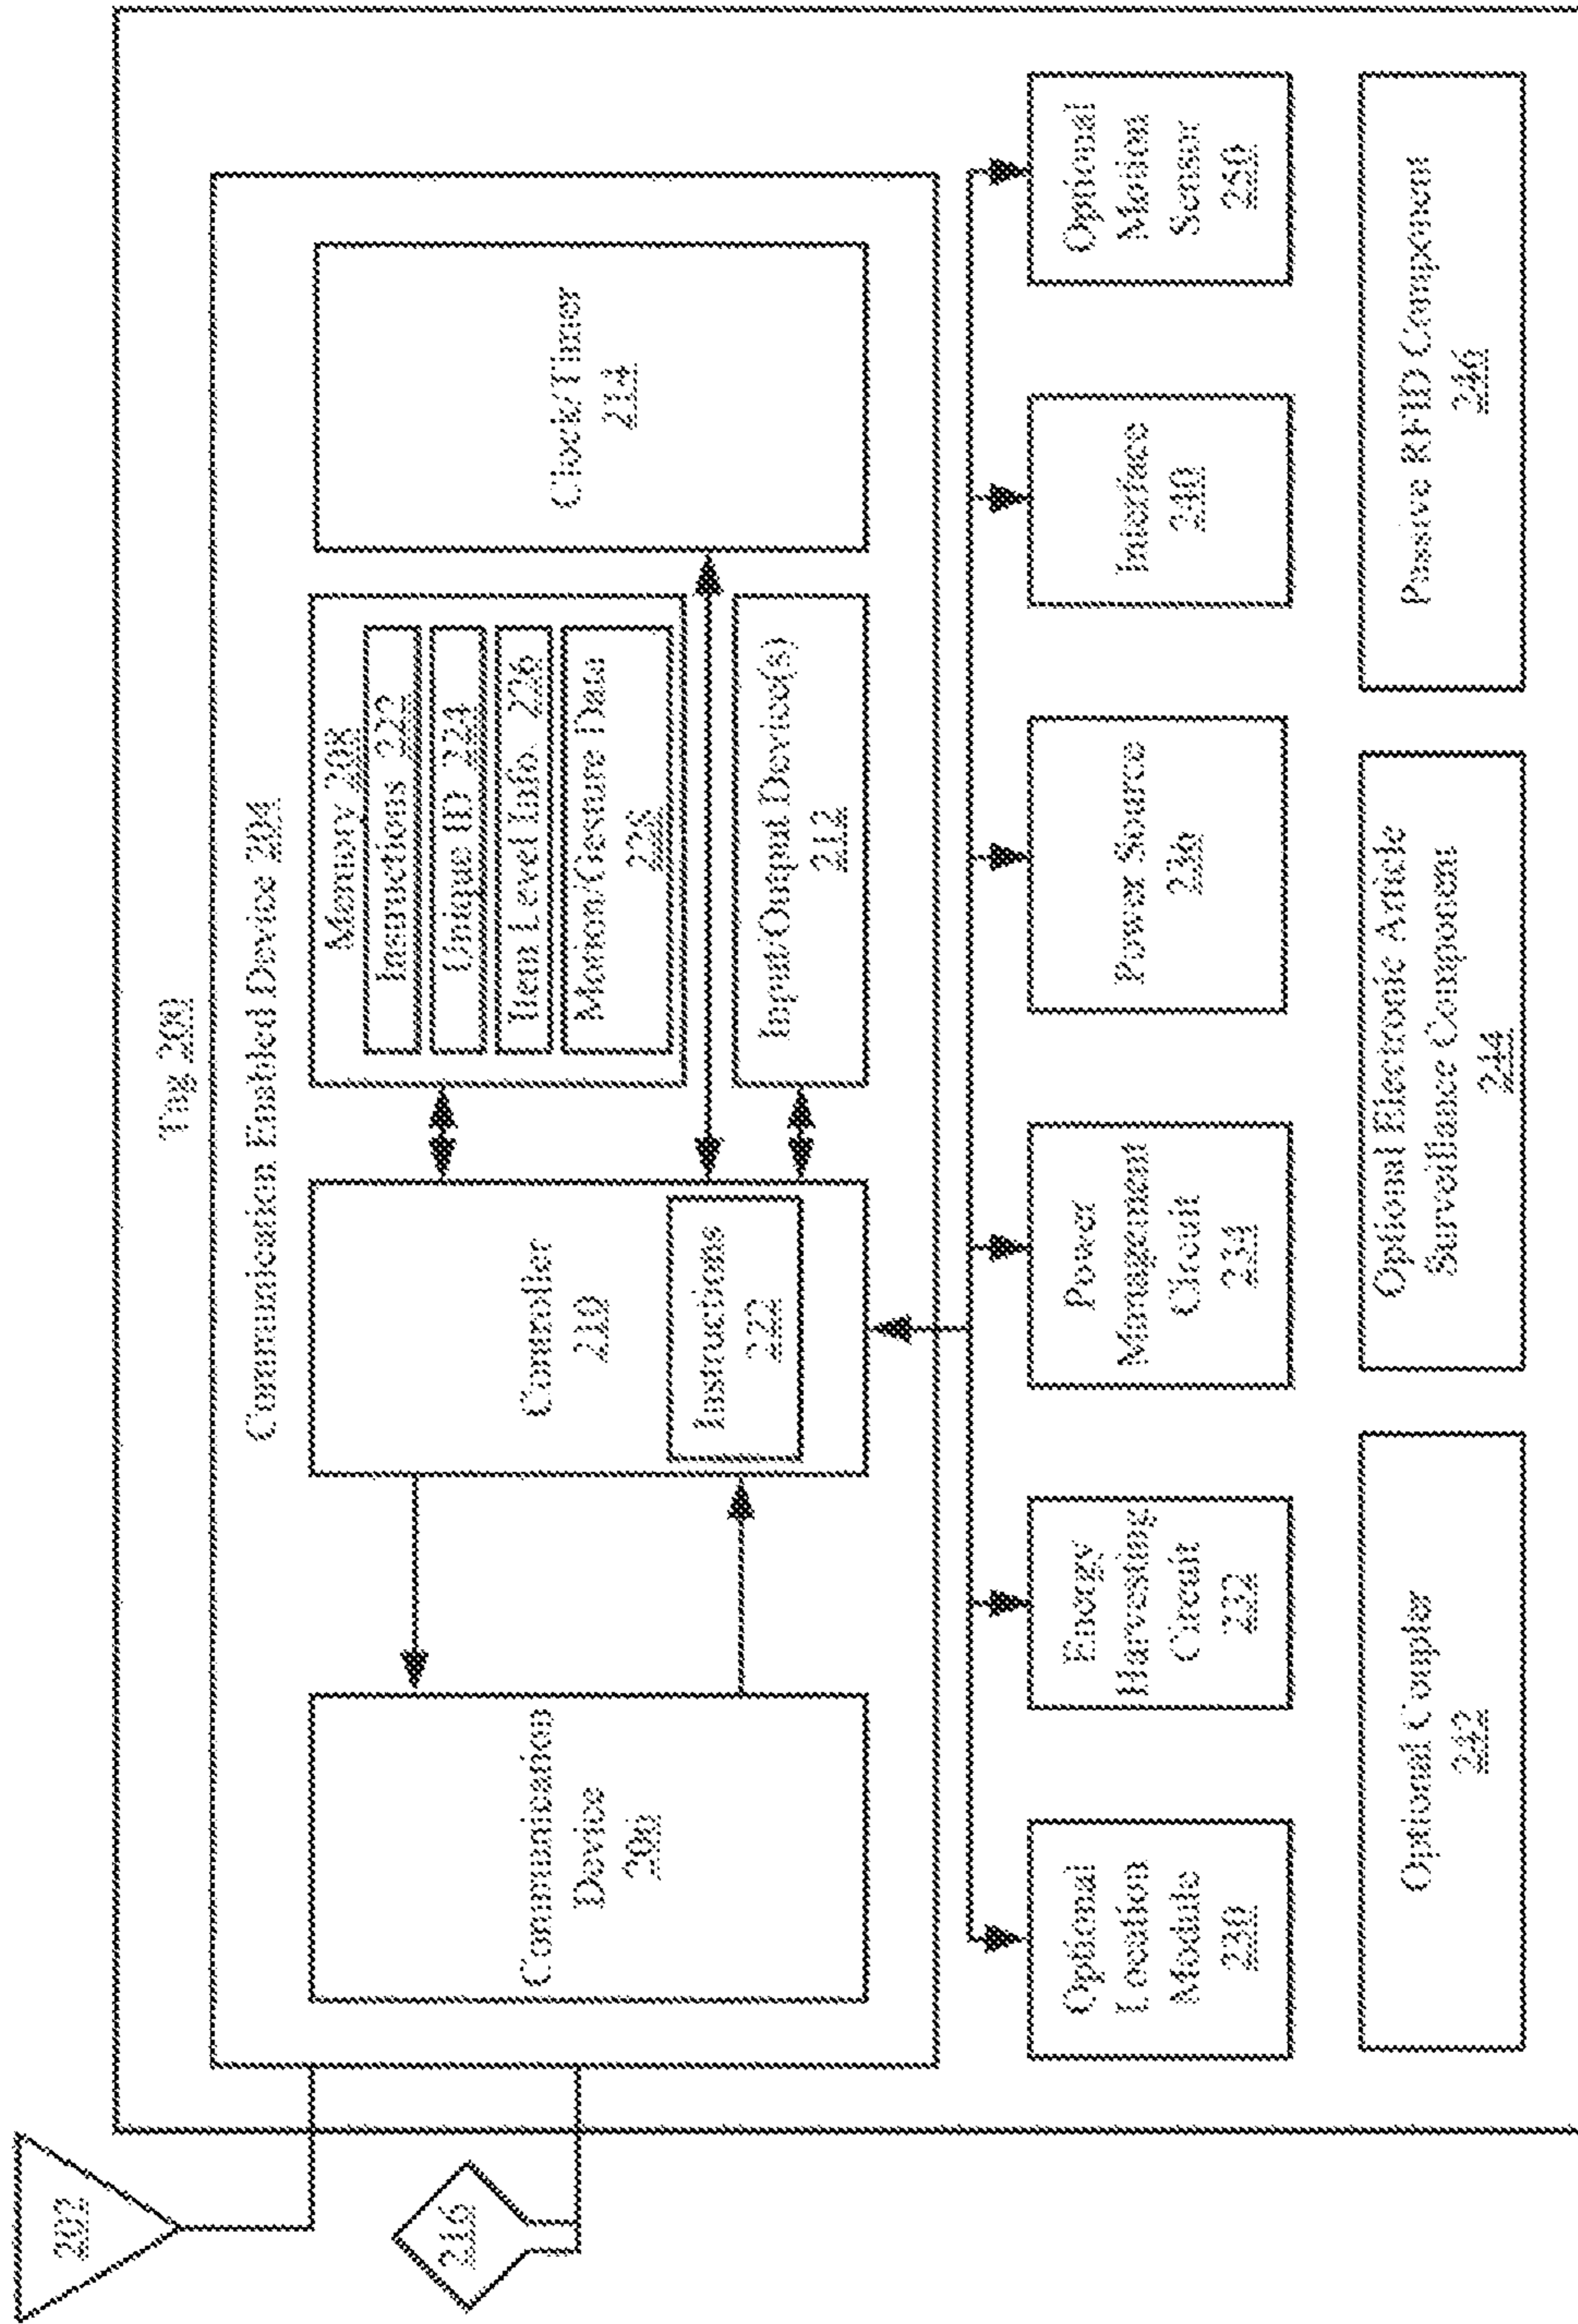 Tag 200
202
216
Communication Enabled Device 204
Communication
Device
206
Controller
210
Instructions
222
Memory 208
Instructions 222
Unique ID 224
Item Level Info. 226
Motion/Gesture Data
228
Input/Output Device(s)
212
Clock/Timer
214
Optional
Location
Module
230
Energy
Harvesting
Circuit
232
Power
Management
Circuit
234
Power Source
236
Interface
240
Optional
Motion
Sensor
250
Optional Coupler
242
Optional Electronic Article
Surveillance Component
244
Passive RFID Component
246